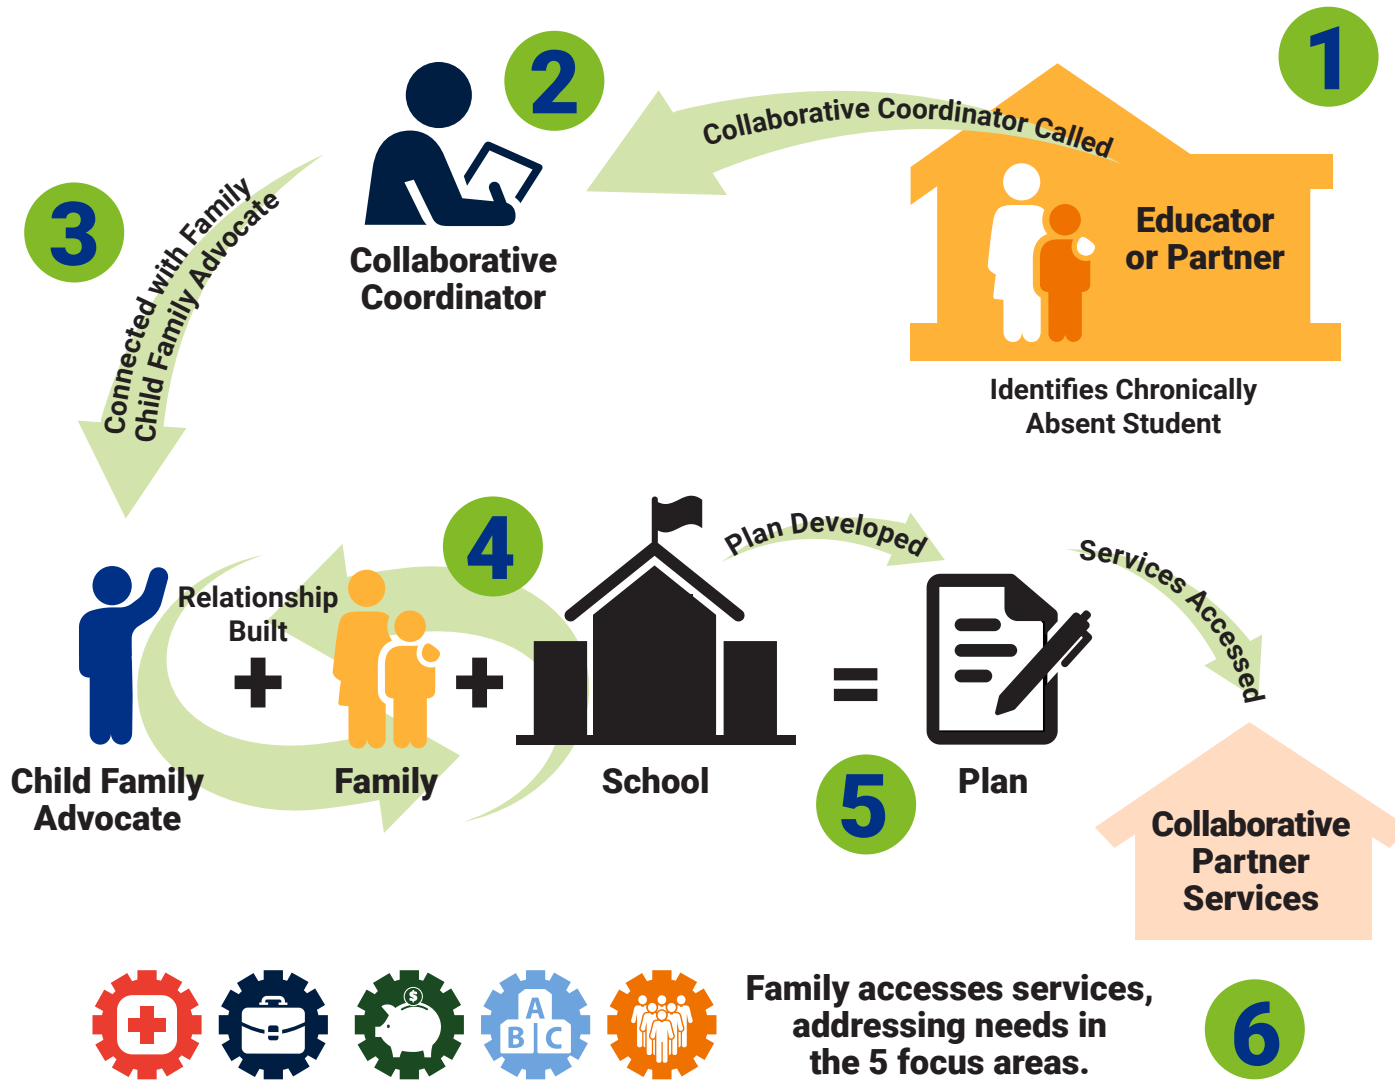 1
Collaborative Coordinator Called
Educator
or Partner
Identifies Chronically
Absent Student
2
Collaborative
Coordinator
3
Connected with Family
Child Family Advocate
4
Relationship
Built
+
+
=
Child Family
Advocate
Family
School
Plan Developed
5
Plan
Services Accessed
Collaborative
Partner
Services
$
A
B C
Family accesses services,
addressing needs in
the 5 focus areas.
6